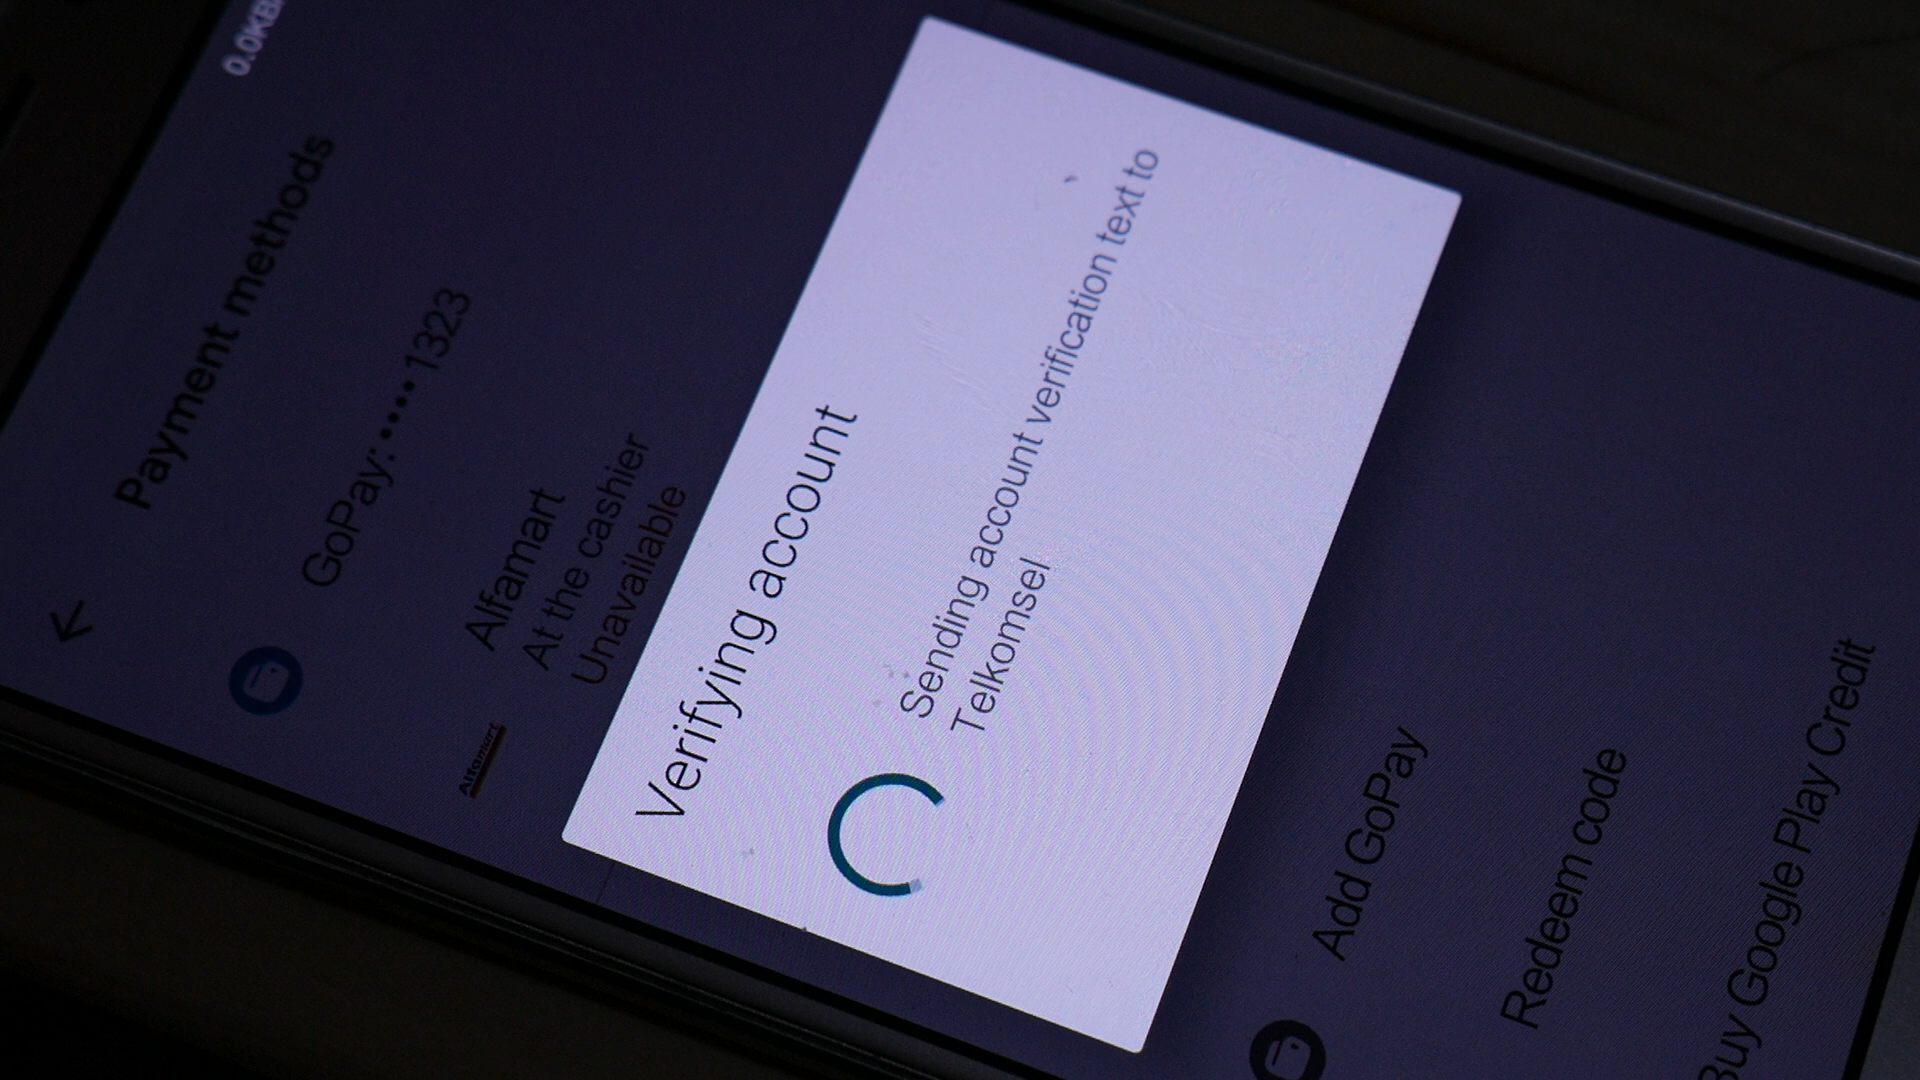 0.0KB/
Payment methods
GoPay: •••• 1323
Alfamart
Alfamart
At the cashier
Unavailable
Verifying account
Sending account verification text to
Telkomsel
Add GoPay
Redeem code
Buy Google Play Credit